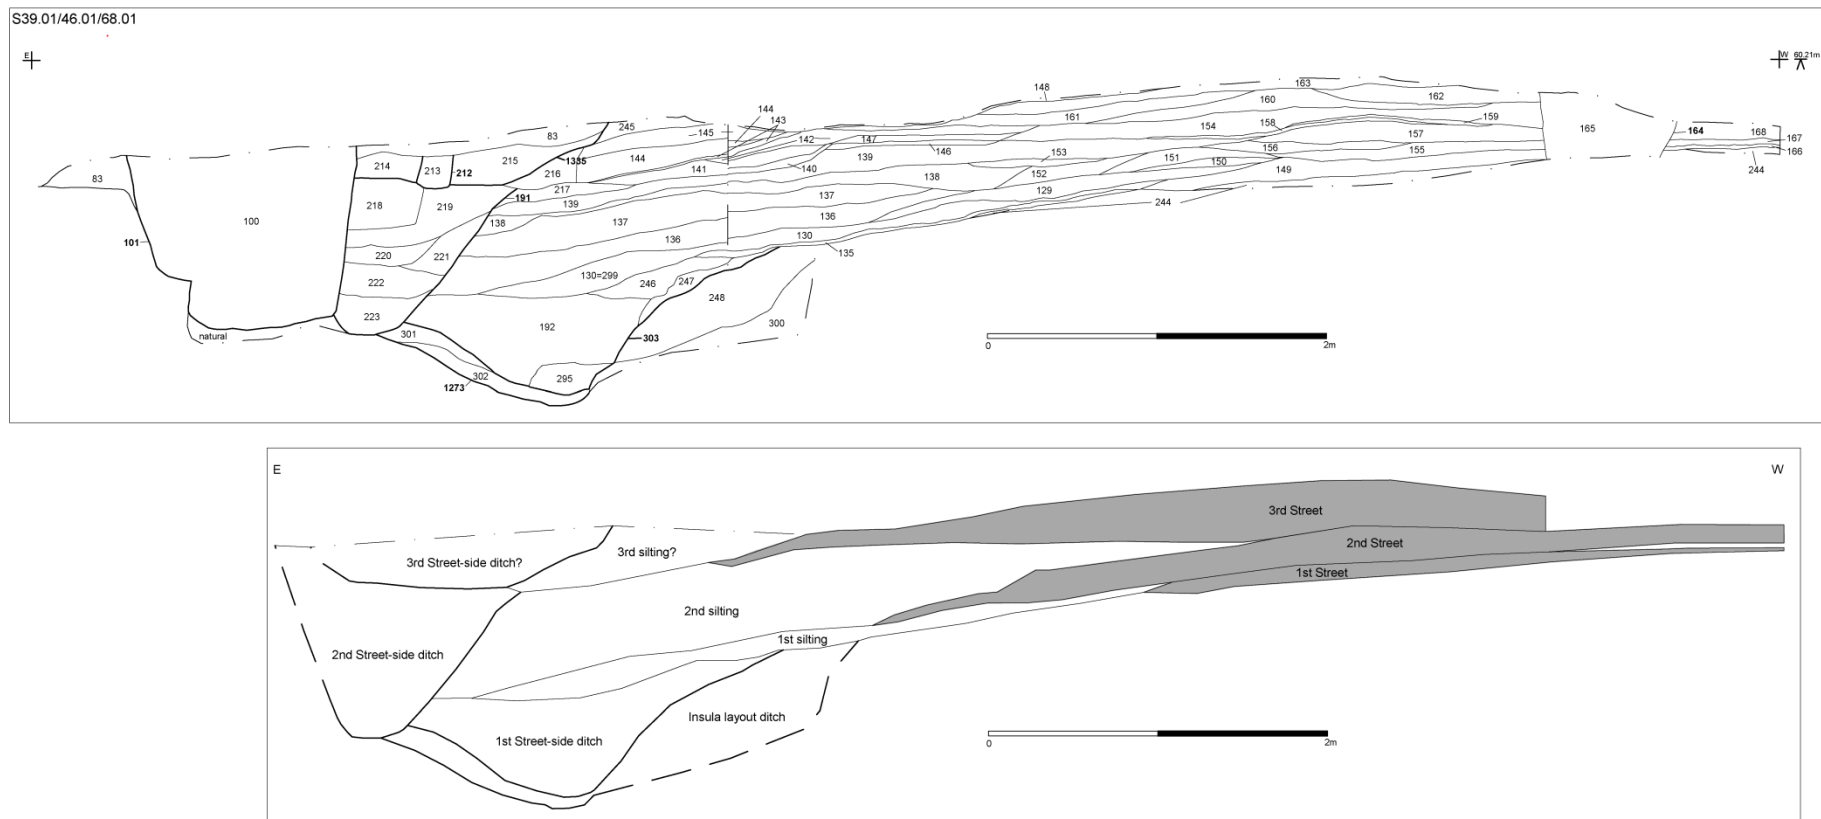 S39.01/46.01/68.01
E W 60.21m
163
148 162
144 160
143 161 159
245 145 158 165
83 142 154 157 164 168 167
147 156 155 166
214 213 215 1335 144 146 153 151 150
212 216 141 140 139 152 149 244
83 217 138 129
191 137 244
218 219 139
100 138 137 136
101 136 130
220 221 135
130=299
222 246 247
248
223 192 300
natural 301 303
0 2m
302 295
1273
E W
3rd Street
2nd Street
3rd Street-side ditch? 3rd silting?
1st Street
2nd silting
1st silting
2nd Street-side ditch
Insula layout ditch
1st Street-side ditch
0 2m